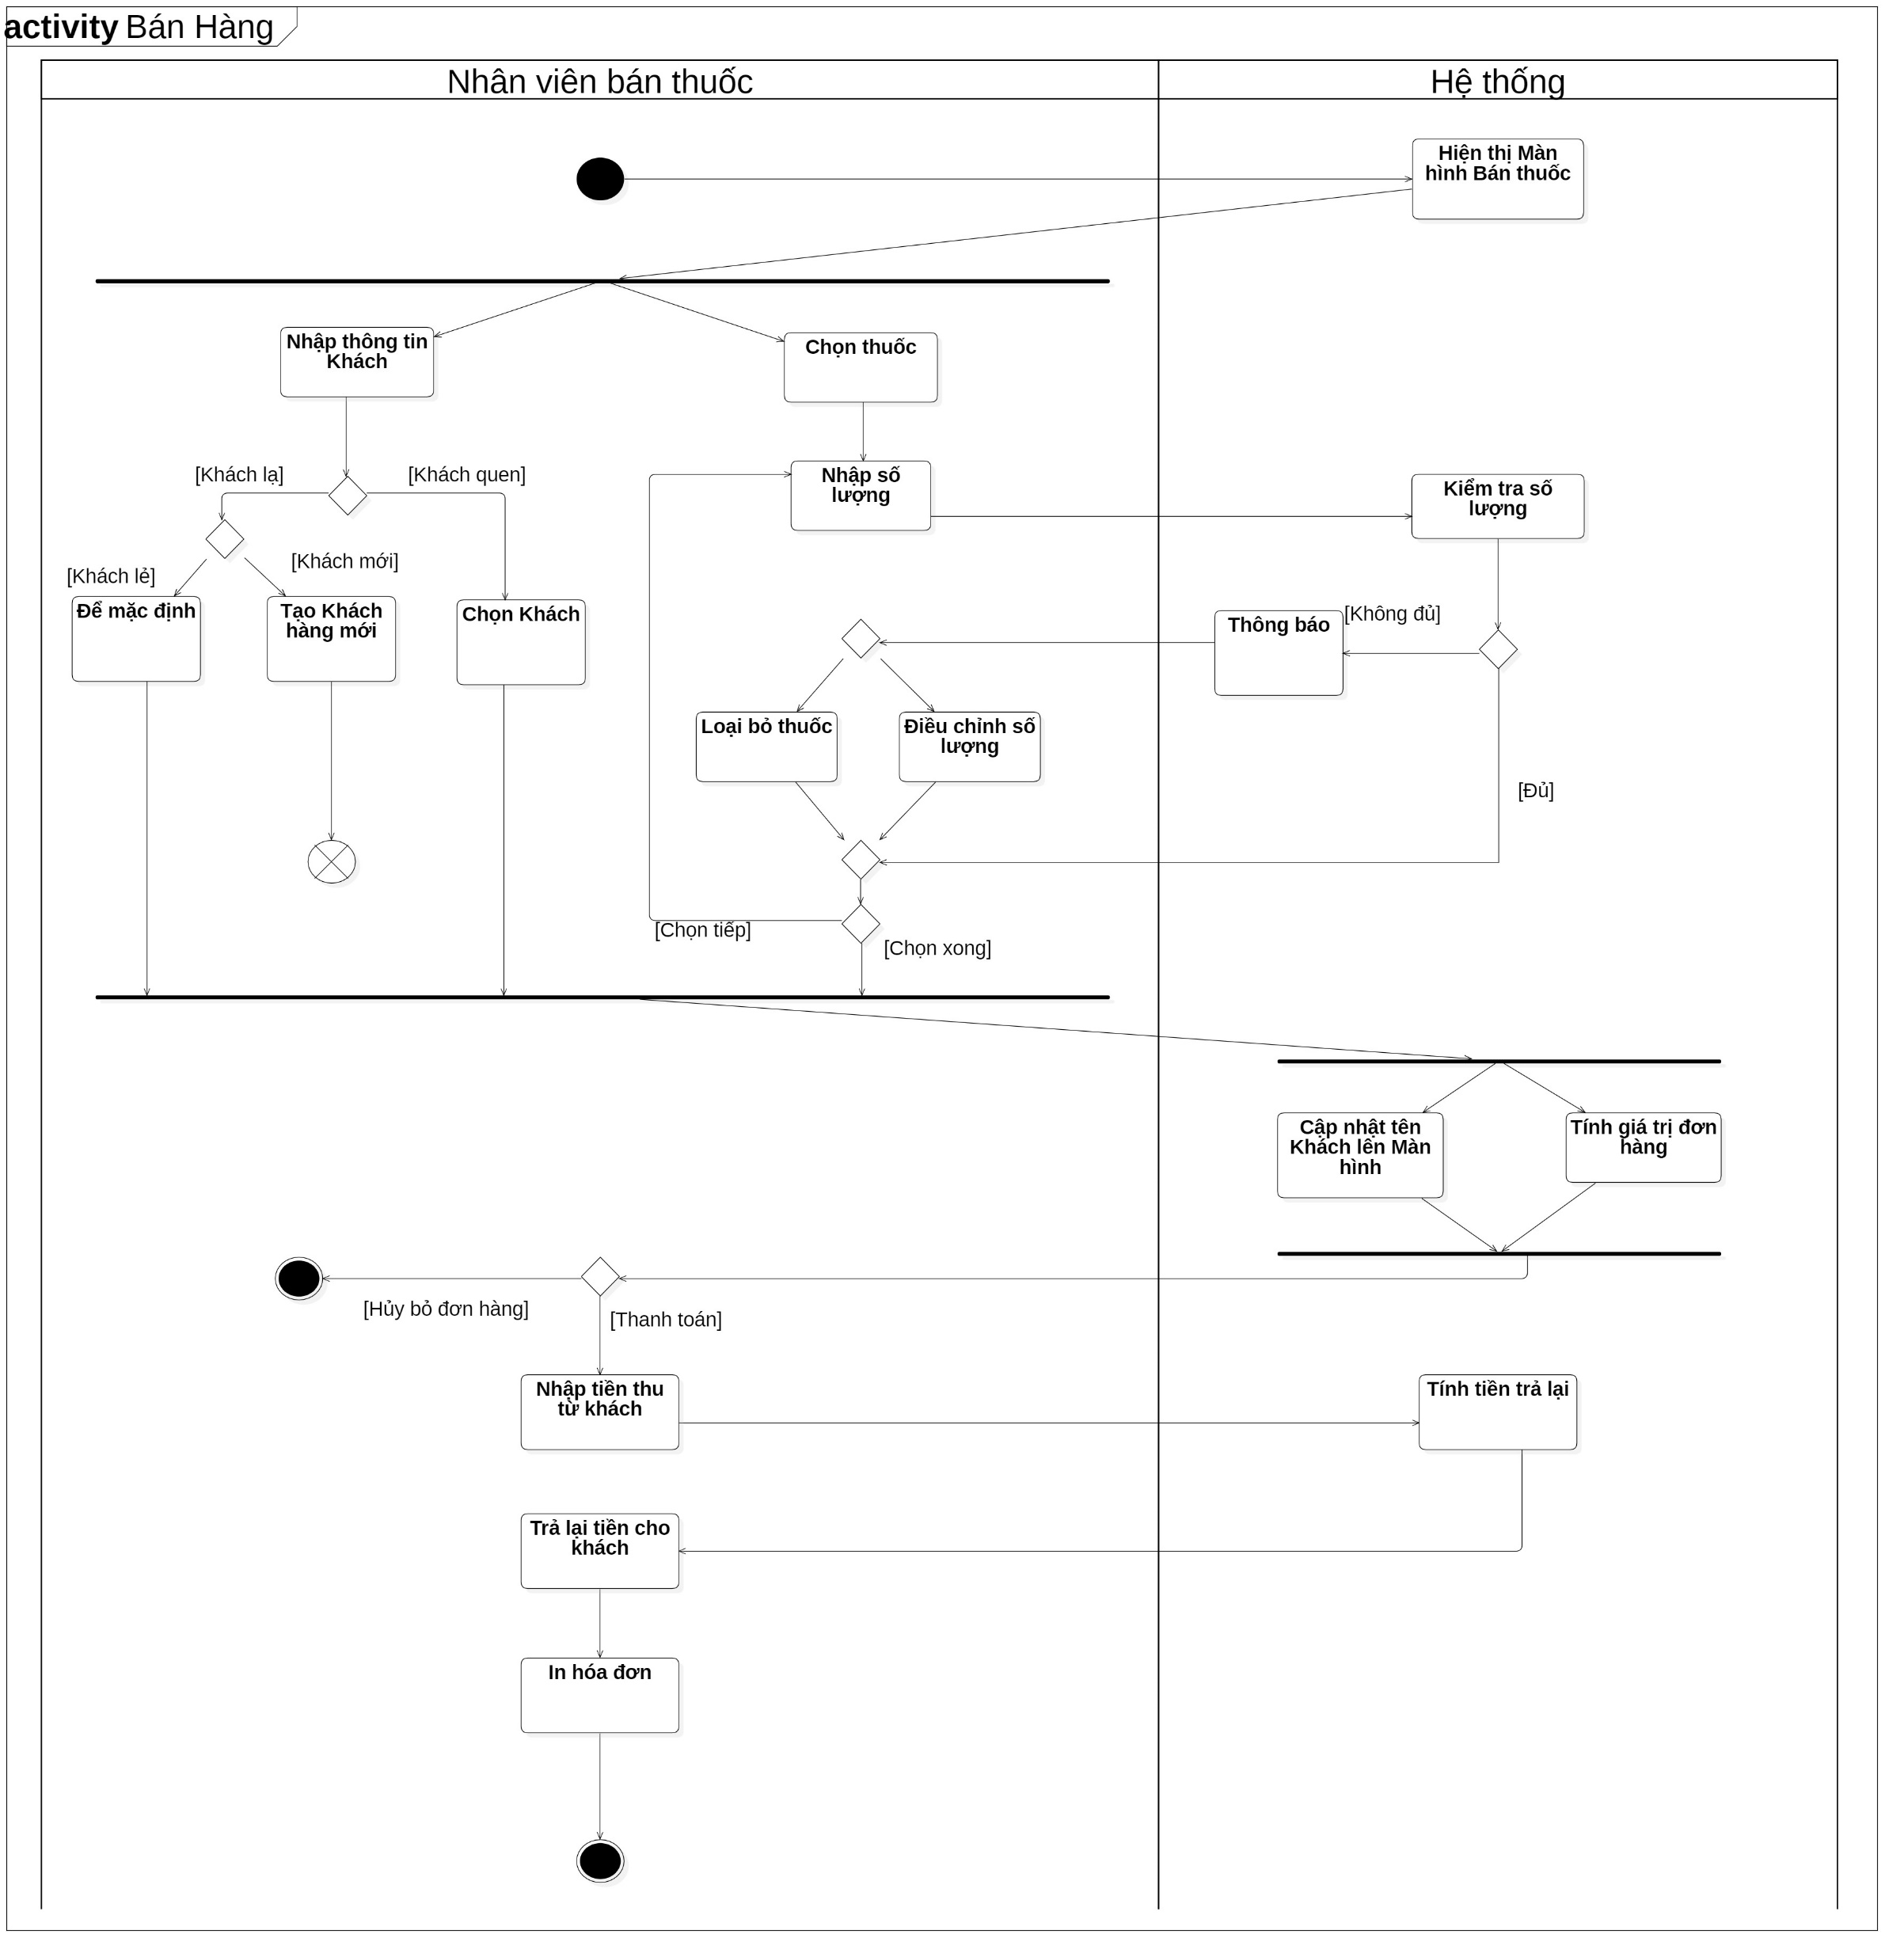 activity Bán Hàng
Nhân viên bán thuốc
Hệ thống
Hiện thị Màn
hình Bán thuốc
Nhập thông tin
Khách
Chọn thuốc
[Khách lạ]
[Khách quen]
Nhập số
lượng
Kiểm tra số
lượng
[Khách lẻ]
[Khách mới]
Để mặc định
Tạo Khách
hàng mới
Chọn Khách
Thông báo
[Không đủ]
Loại bỏ thuốc
Điều chỉnh số
lượng
[Đủ]
[Chọn tiếp]
[Chọn xong]
Cập nhật tên
Khách lên Màn
hình
Tính giá trị đơn
hàng
[Hủy bỏ đơn hàng]
[Thanh toán]
Nhập tiền thu
từ khách
Tính tiền trả lại
Trả lại tiền cho
khách
In hóa đơn